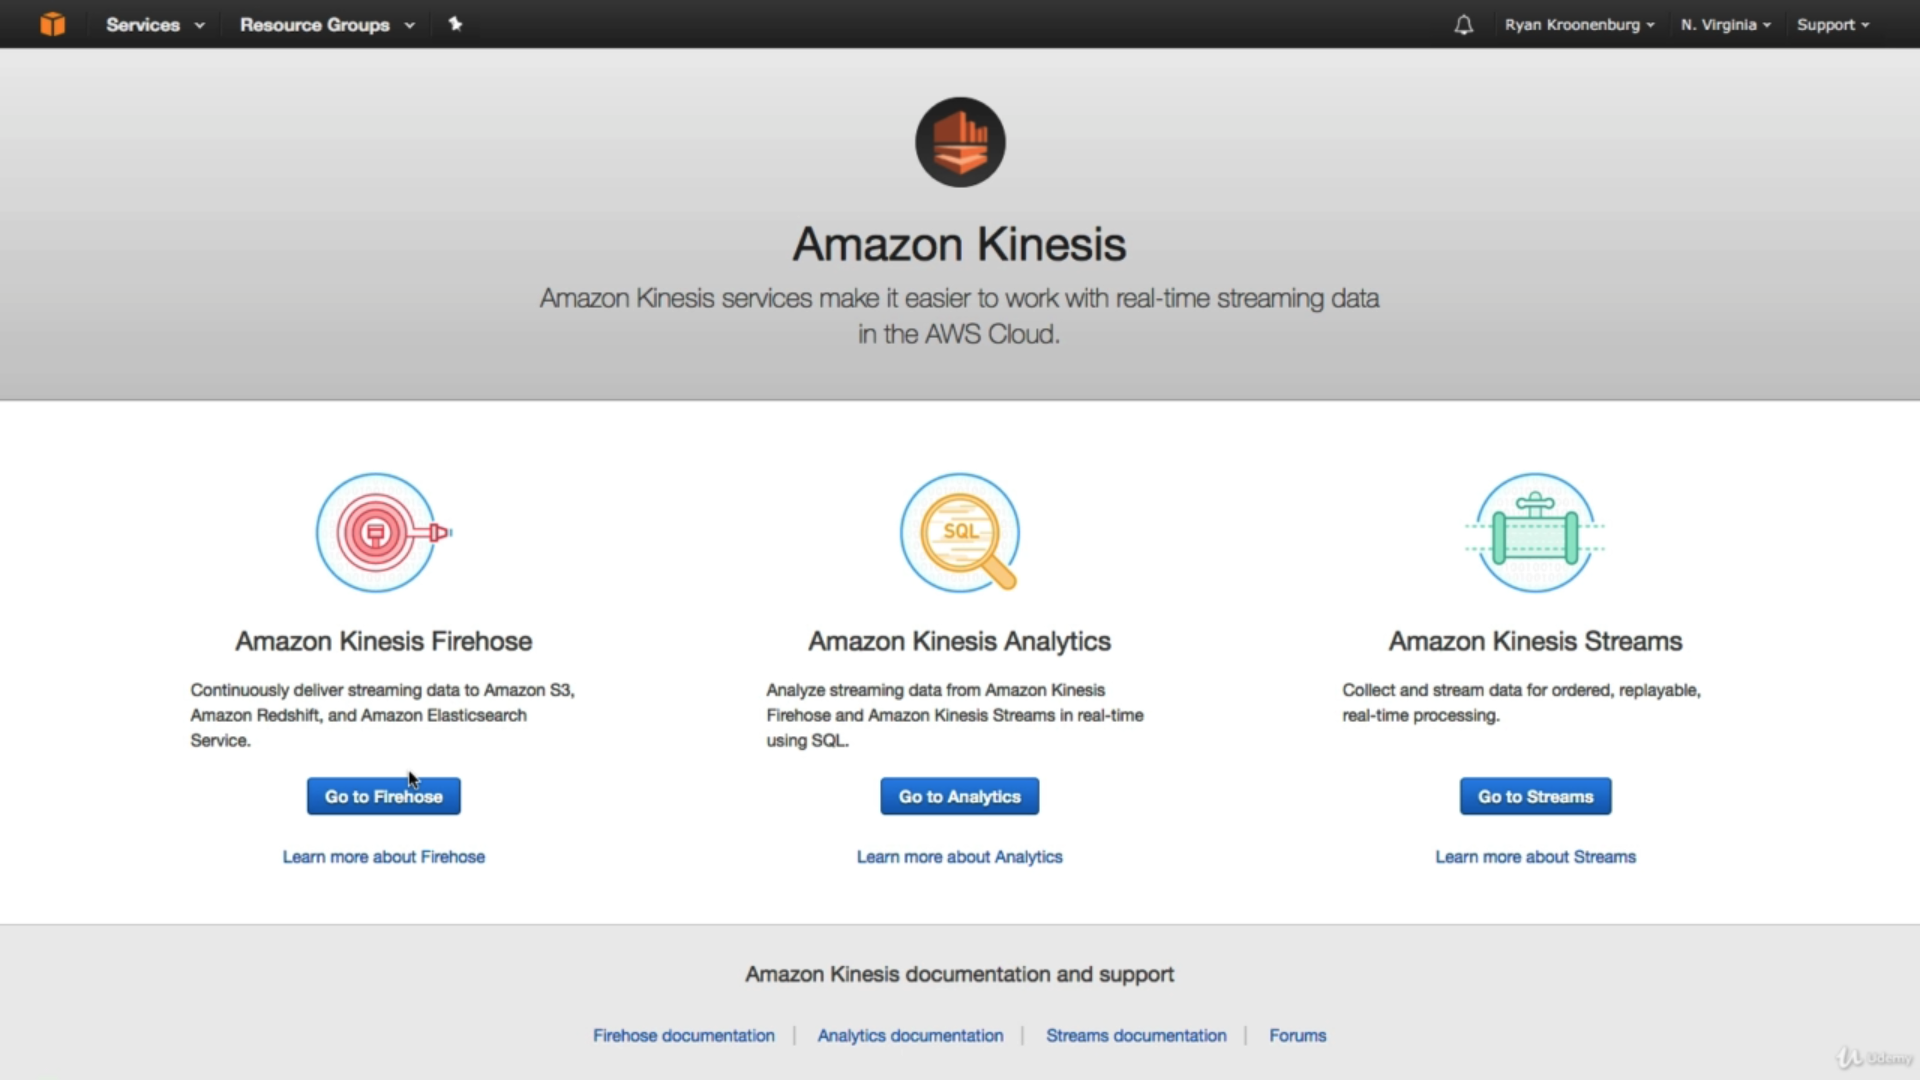 Services
Resource Groups
Ryan Kroonenburg
N. Virginia
Support
Amazon Kinesis
Amazon Kinesis services make it easier to work with real-time streaming data
in the AWS Cloud.
SQL
Amazon Kinesis Firehose
Continuously deliver streaming data to Amazon S3,
Amazon Redshift, and Amazon Elasticsearch
Service.
Go to Firehose
Learn more about Firehose
Amazon Kinesis Analytics
Analyze streaming data from Amazon Kinesis
Firehose and Amazon Kinesis Streams in real-time
using SQL.
Go to Analytics
Learn more about Analytics
Amazon Kinesis Streams
Collect and stream data for ordered, replayable,
real-time processing.
Go to Streams
Learn more about Streams
Amazon Kinesis documentation and support
Firehose documentation
Analytics documentation
Streams documentation
Forums
Udemy